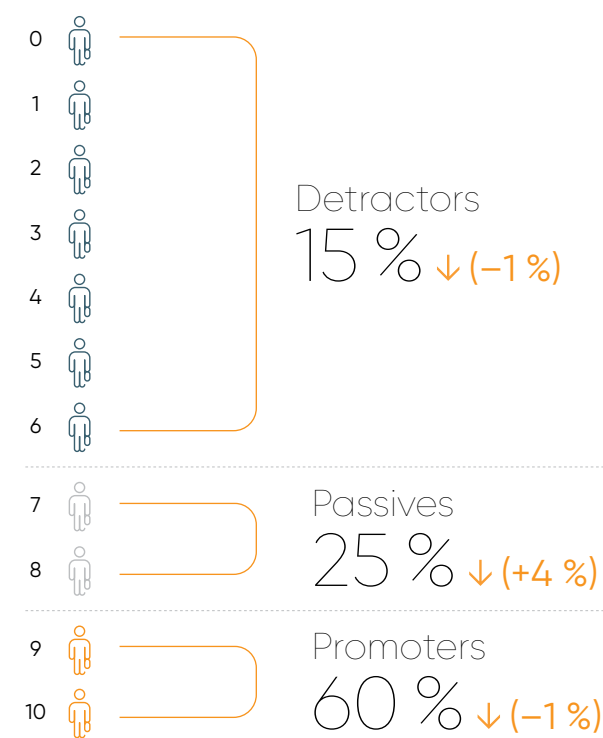 0
1
2
3
4
5
6
Detractors
15 % ↓ (–1 %)
7
8
Passives
25 % ↓ (+4 %)
9
10
Promoters
60 % ↓ (–1 %)